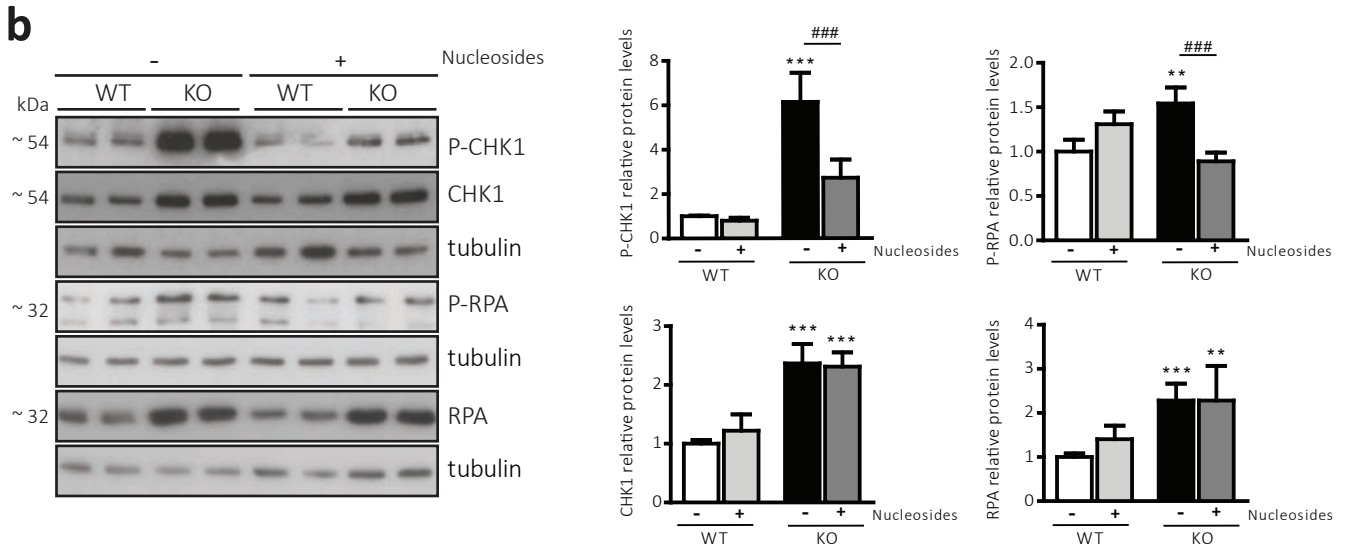 b
- + Nucleosides
WT KO WT KO
kDa
~ 54 P-CHK1
~ 54 CHK1
tubulin
~ 32 P-RPA
tubulin
~ 32 RPA
tubulin
P-CHK1 relative protein levels
8
6
4
2
0
***
###
- + - + Nucleosides
WT KO
P-RPA relative protein levels
2.0
1.5
1.0
0.5
0.0
**
###
- + - + Nucleosides
WT KO
CHK1 relative protein levels
3
2
1
0
*** ***
- + - + Nucleosides
WT KO
RPA relative protein levels
4
3
2
1
0
*** **
- + - + Nucleosides
WT KO